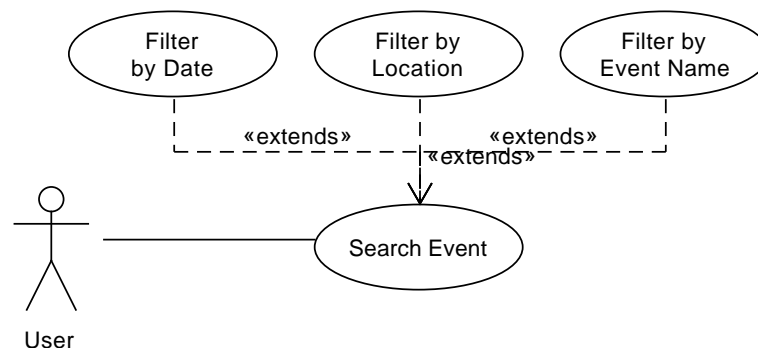 Filter
by Date
Filter by
Location
Filter by
Event Name
«extends»
«extends»
«extends»
Search Event
User